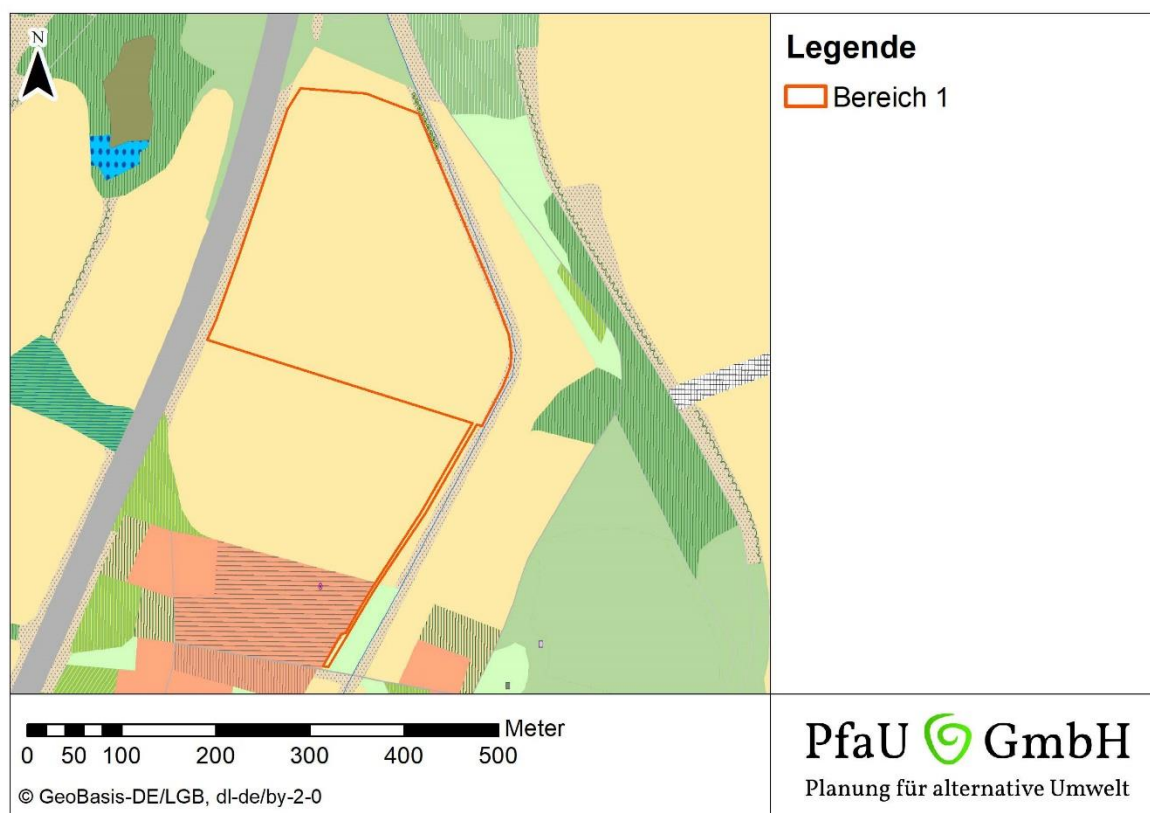 N
Legende
Bereich 1
Meter
0 50 100 200 300 400 500
© GeoBasis-DE/LGB, dl-de/by-2-0
PfaU GmbH
Planung für alternative Umwelt